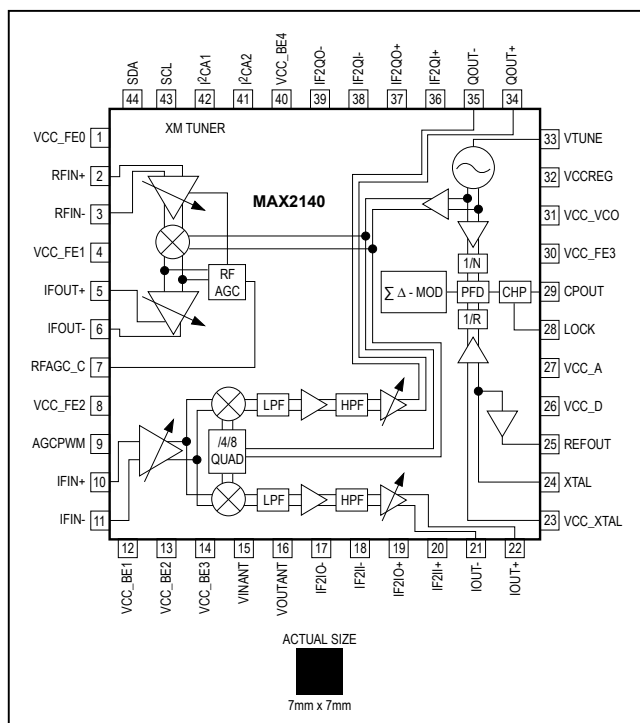 SDA
SCL
I²CA1
I²CA2
VCC_BE4
IF2QO-
IF2QI-
IF2QO+
IF2QI+
QOUT-
QOUT+
44 43 42 41 40 39 38 37 36 35 34
XM TUNER
MAX2140
VCC_FE0 1
RFIN+ 2
RFIN- 3
VCC_FE1 4
IFOUT+ 5
IFOUT- 6
RFAGC_C 7
VCC_FE2 8
AGCPWM 9
IFIN+ 10
IFIN- 11
RF
AGC
1/N
∑ Δ - MOD
PFD
CHP
1/R
LPF
HPF
/4/8
QUAD
LPF
HPF
33 VTUNE
32 VCCREG
31 VCC_VCO
30 VCC_FE3
29 CPOUT
28 LOCK
27 VCC_A
26 VCC_D
25 REFOUT
24 XTAL
23 VCC_XTAL
12 13 14 15 16 17 18 19 20 21 22
VCC_BE1
VCC_BE2
VCC_BE3
VINANT
VOUTANT
IF2IO-
IF2II-
IF2IO+
IF2II+
IOUT-
IOUT+
ACTUAL SIZE
7mm x 7mm